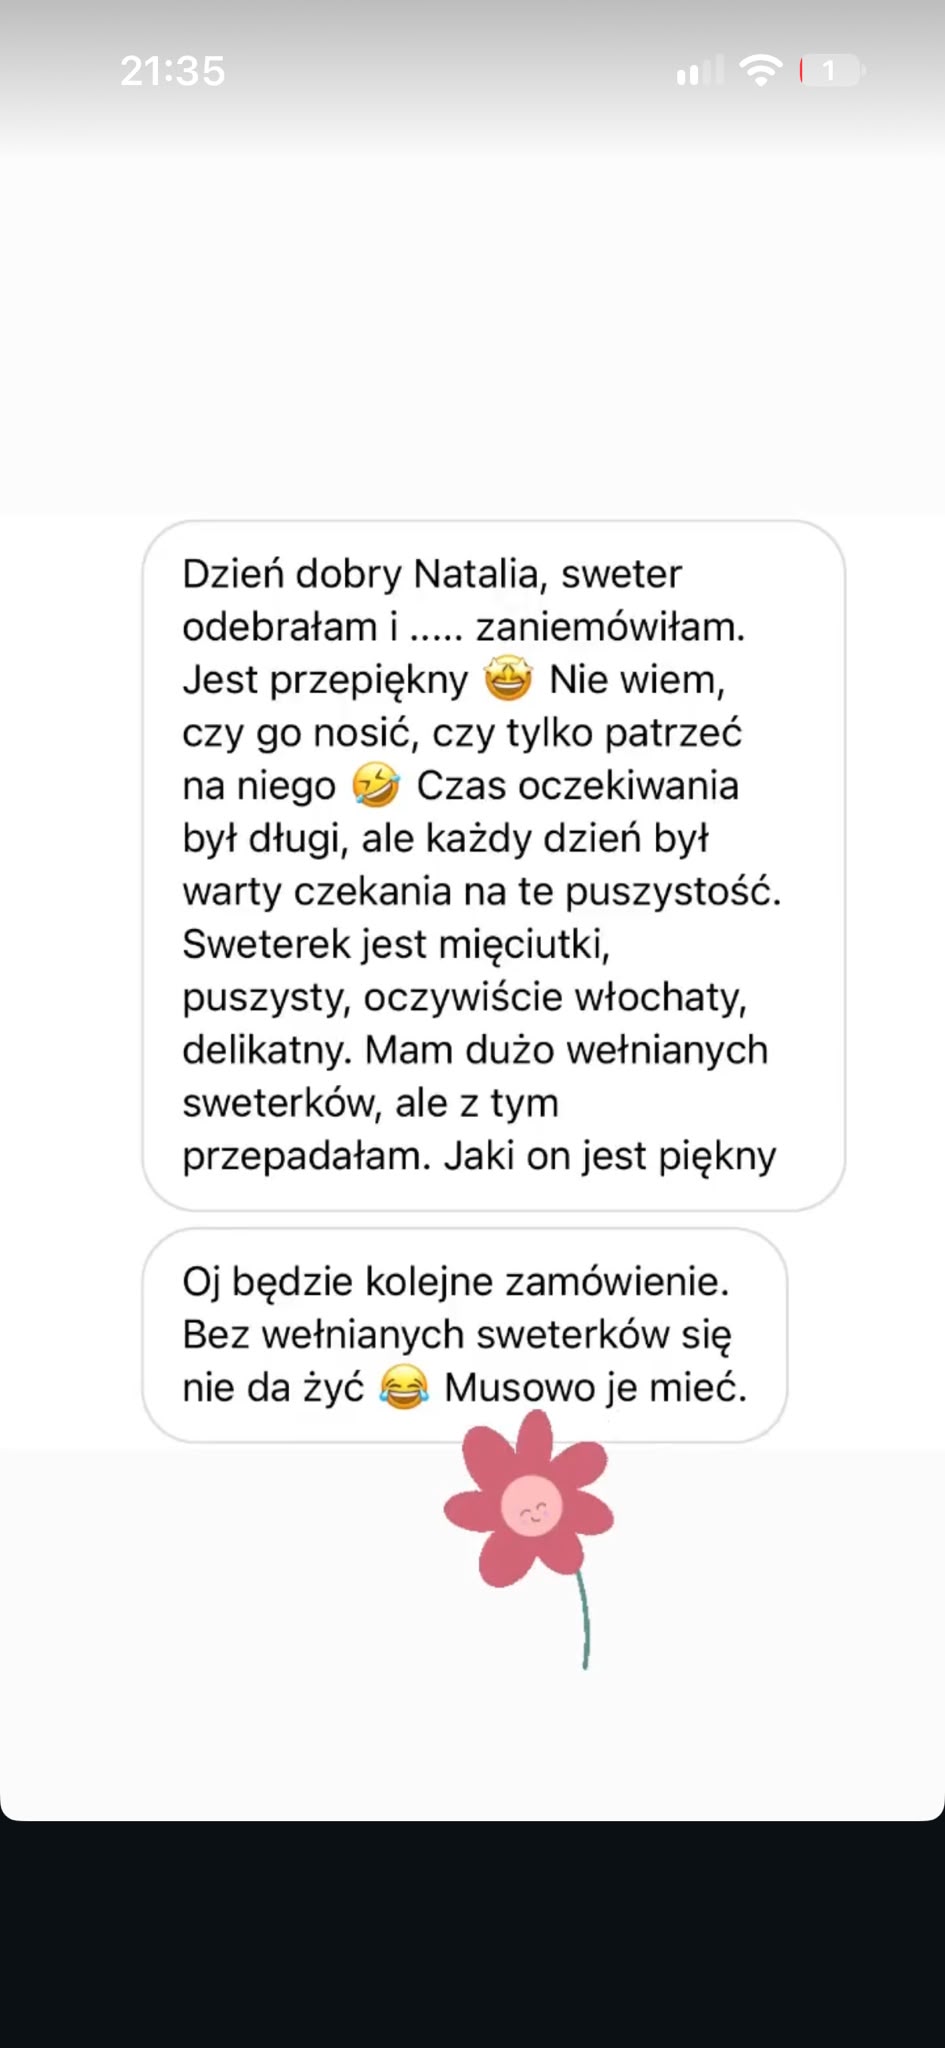 21:35
1
Dzień dobry Natalia, sweter
odebrałam i ..... zaniemówiłam.
Jest przepiękny 🤩 Nie wiem,
czy go nosić, czy tylko patrzeć
na niego 🤣 Czas oczekiwania
był długi, ale każdy dzień był
warty czekania na te puszystość.
Sweterek jest mięciutki,
puszysty, oczywiście włochaty,
delikatny. Mam dużo wełnianych
sweterków, ale z tym
przepadałam. Jaki on jest piękny
Oj będzie kolejne zamówienie.
Bez wełnianych sweterków się
nie da żyć 😂 Musowo je mieć.